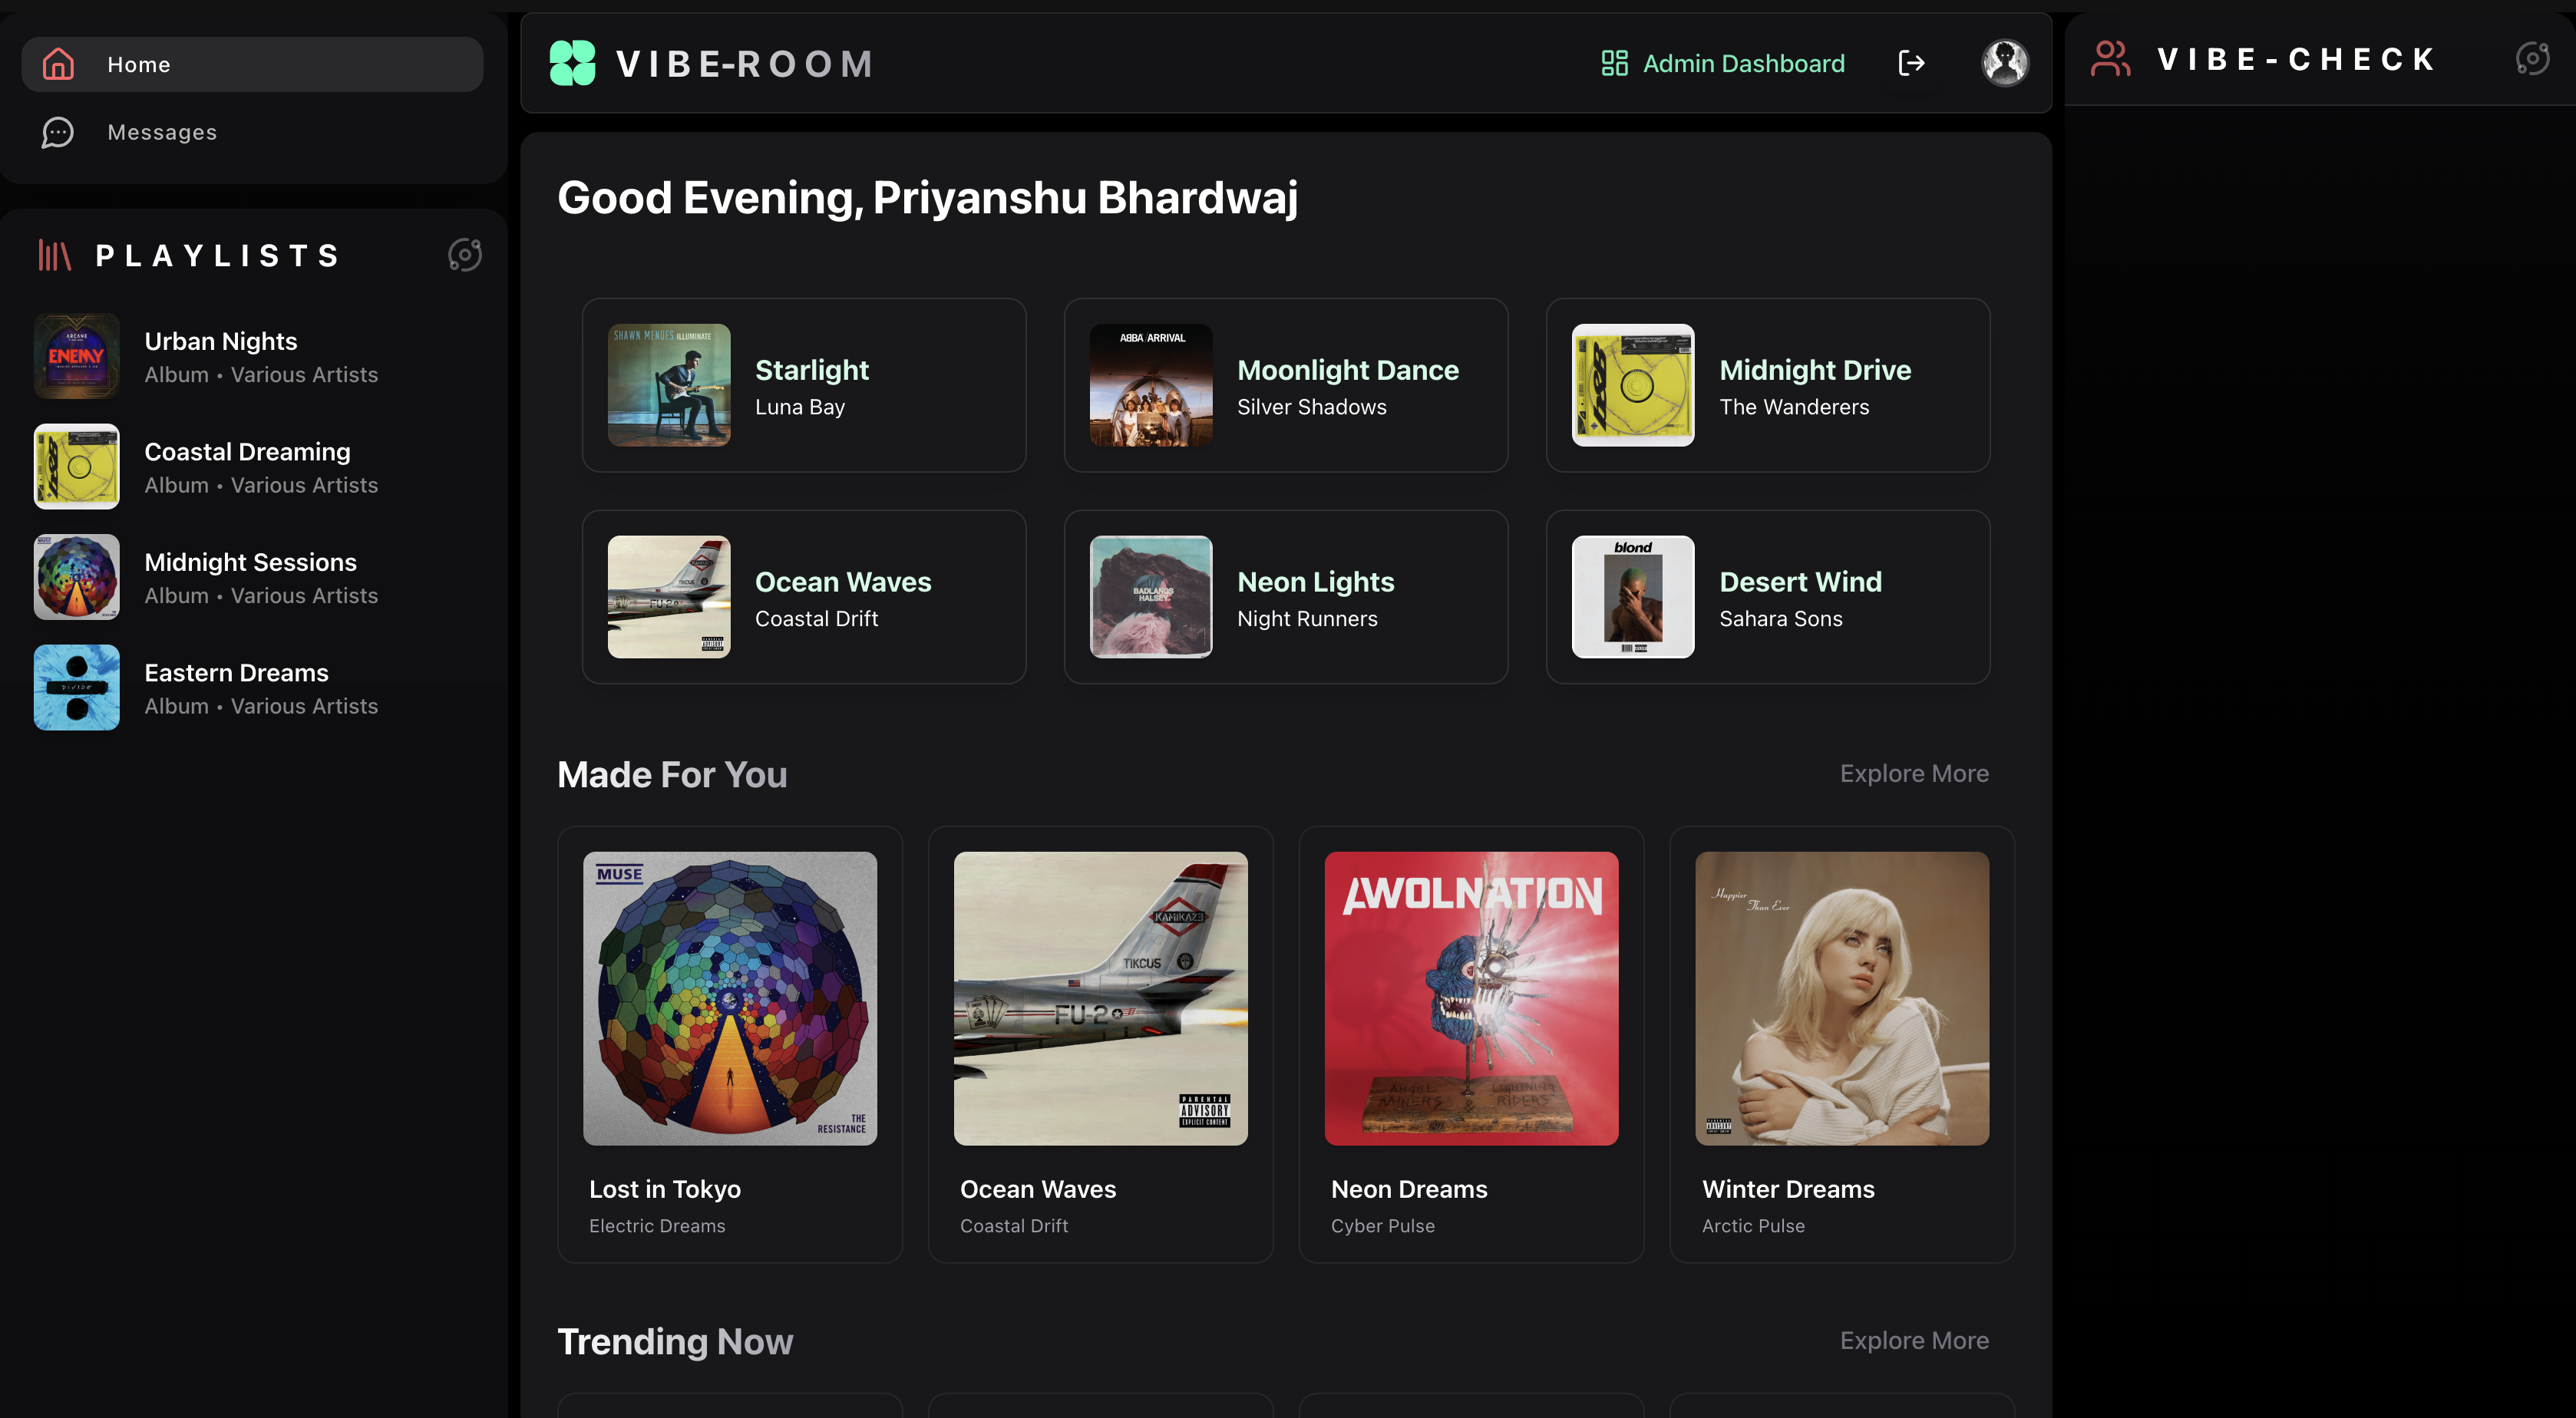 Home
Messages
PLAYLISTS
ARCANE
ENEMY
Urban Nights
Album • Various Artists
Coastal Dreaming
Album • Various Artists
Midnight Sessions
Album • Various Artists
DIVIDE
Eastern Dreams
Album • Various Artists
VIBE-ROOM
Admin Dashboard
Good Evening, Priyanshu Bhardwaj
SHAWN MENDES ILLUMINATE
Starlight
Luna Bay
ABBA/ARRIVAL
Moonlight Dance
Silver Shadows
Midnight Drive
The Wanderers
Ocean Waves
Coastal Drift
BADLANDS
HALSEY
Neon Lights
Night Runners
blond
Desert Wind
Sahara Sons
Made For You
Explore More
MUSE
THE
RESISTANCE
Lost in Tokyo
Electric Dreams
KAMIKAZE
TIKCUS
FU-2
PARENTAL
ADVISORY
EXPLICIT CONTENT
Ocean Waves
Coastal Drift
AWOLNATION
ANGEL
MINERS
&
LIGHTNING
RIDERS
Neon Dreams
Cyber Pulse
Happier
Than Ever
Winter Dreams
Arctic Pulse
Trending Now
Explore More
VIBE-CHECK